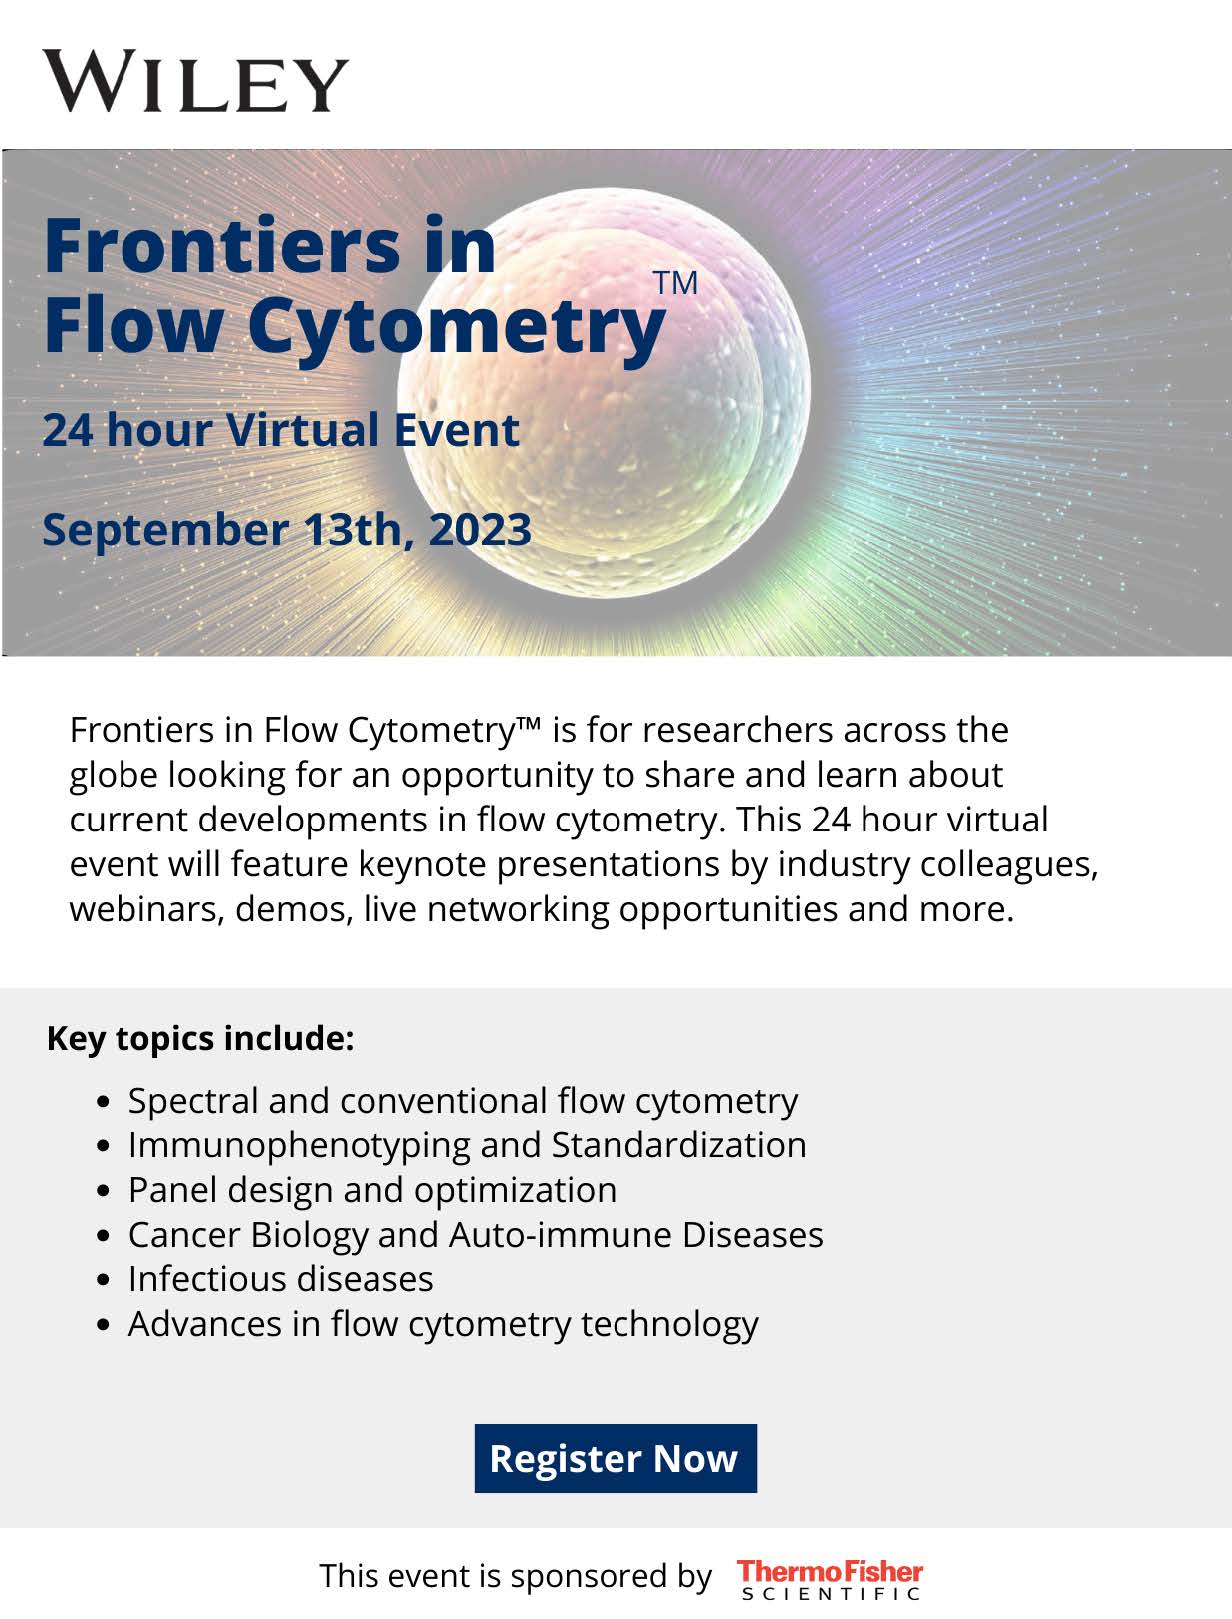 WILEY
Frontiers in
Flow Cytometry™
24 hour Virtual Event
September 13th, 2023
Frontiers in Flow Cytometry™ is for researchers across the
globe looking for an opportunity to share and learn about
current developments in flow cytometry. This 24 hour virtual
event will feature keynote presentations by industry colleagues,
webinars, demos, live networking opportunities and more.
Key topics include:
• Spectral and conventional flow cytometry
• Immunophenotyping and Standardization
• Panel design and optimization
• Cancer Biology and Auto-immune Diseases
• Infectious diseases
• Advances in flow cytometry technology
Register Now
This event is sponsored by ThermoFisher
SCIENTIFIC